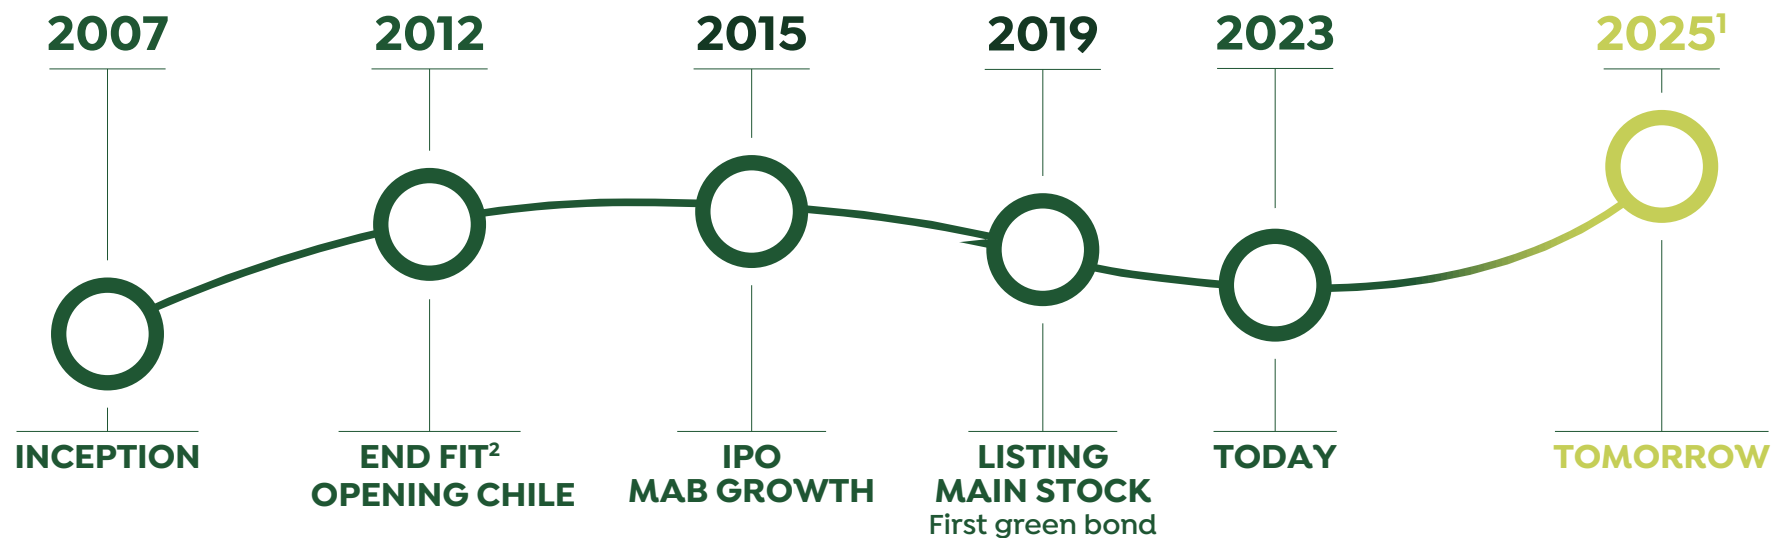 2007
INCEPTION
2012
END FIT²
OPENING CHILE
2015
IPO
MAB GROWTH
2019
LISTING
MAIN STOCK
First green bond
2023
TODAY
2025¹
TOMORROW